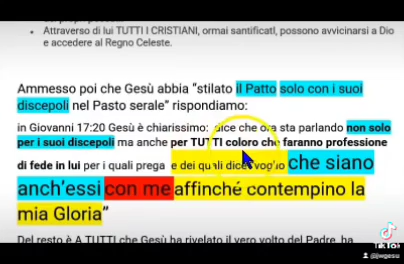 Attraverso di lui TUTTI I CRISTIANI, ormai santificatI, possono avvicinarsi a Dio
e accedere al Regno Celeste.
Ammesso poi che Gesù abbia "stilato il Patto solo con i suoi
discepoli nel Pasto serale" rispondiamo:
in Giovanni 17:20 Gesù è chiarissimo: dice che ora sta parlando non solo
per i suoi discepoli ma anche per TUTTI coloro che faranno professione
di fede in lui per i quali prega e dei quali dice voglio che siano
anch'essi con me affinché contempino la
mia Gloria"
Del resto è A TUTTI che Gesù ha rivelato il vero volto del Padre, ha
TikTok
@jwgesu